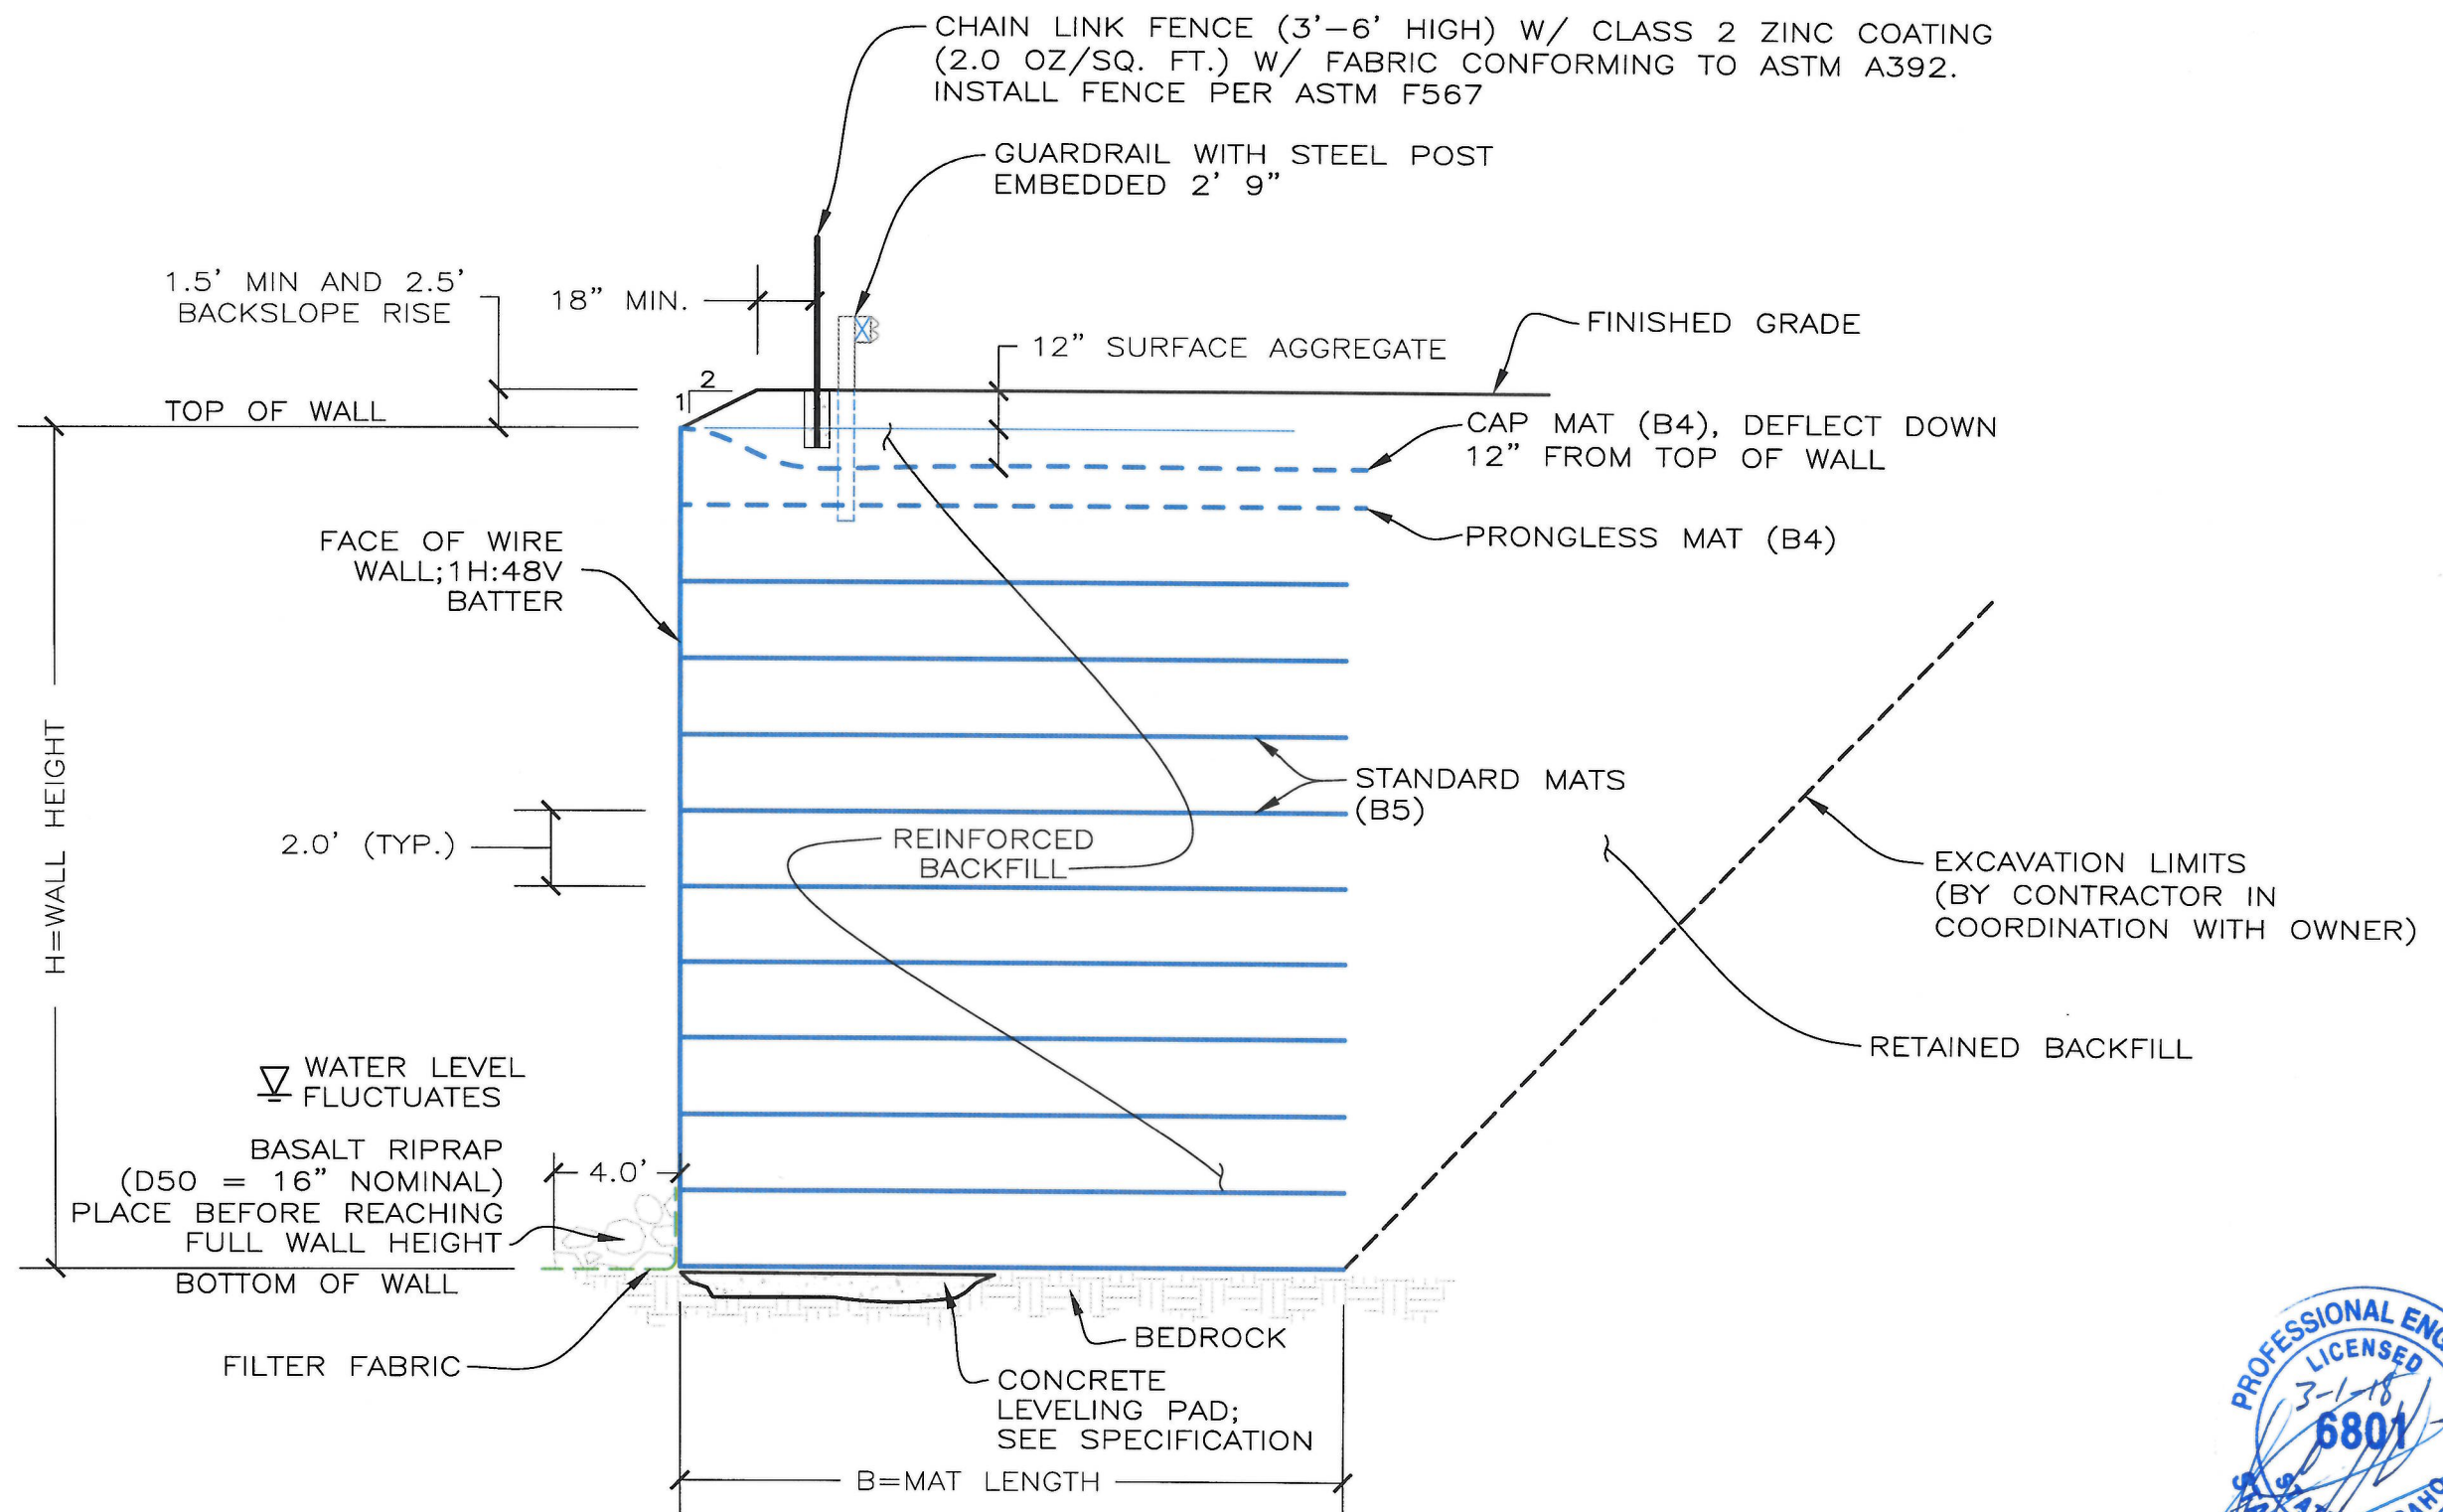 CHAIN LINK FENCE (3'-6' HIGH) W/ CLASS 2 ZINC COATING
(2.0 OZ/SQ. FT.) W/ FABRIC CONFORMING TO ASTM A392.
INSTALL FENCE PER ASTM F567
GUARDRAIL WITH STEEL POST
EMBEDDED 2' 9"
1.5' MIN AND 2.5'
BACKSLOPE RISE
18" MIN.
12" SURFACE AGGREGATE
FINISHED GRADE
2
1
TOP OF WALL
CAP MAT (B4), DEFLECT DOWN
12" FROM TOP OF WALL
PRONGLESS MAT (B4)
FACE OF WIRE
WALL;1H:48V
BATTER
H=WALL HEIGHT
STANDARD MATS
(B5)
2.0' (TYP.)
REINFORCED
BACKFILL
EXCAVATION LIMITS
(BY CONTRACTOR IN
COORDINATION WITH OWNER)
RETAINED BACKFILL
WATER LEVEL
FLUCTUATES
BASALT RIPRAP
(D50 = 16" NOMINAL)
PLACE BEFORE REACHING
FULL WALL HEIGHT
4.0'
BOTTOM OF WALL
FILTER FABRIC
BEDROCK
CONCRETE
LEVELING PAD;
SEE SPECIFICATION
B=MAT LENGTH
PROFESSIONAL ENG
LICENSED
3-1-18
6801